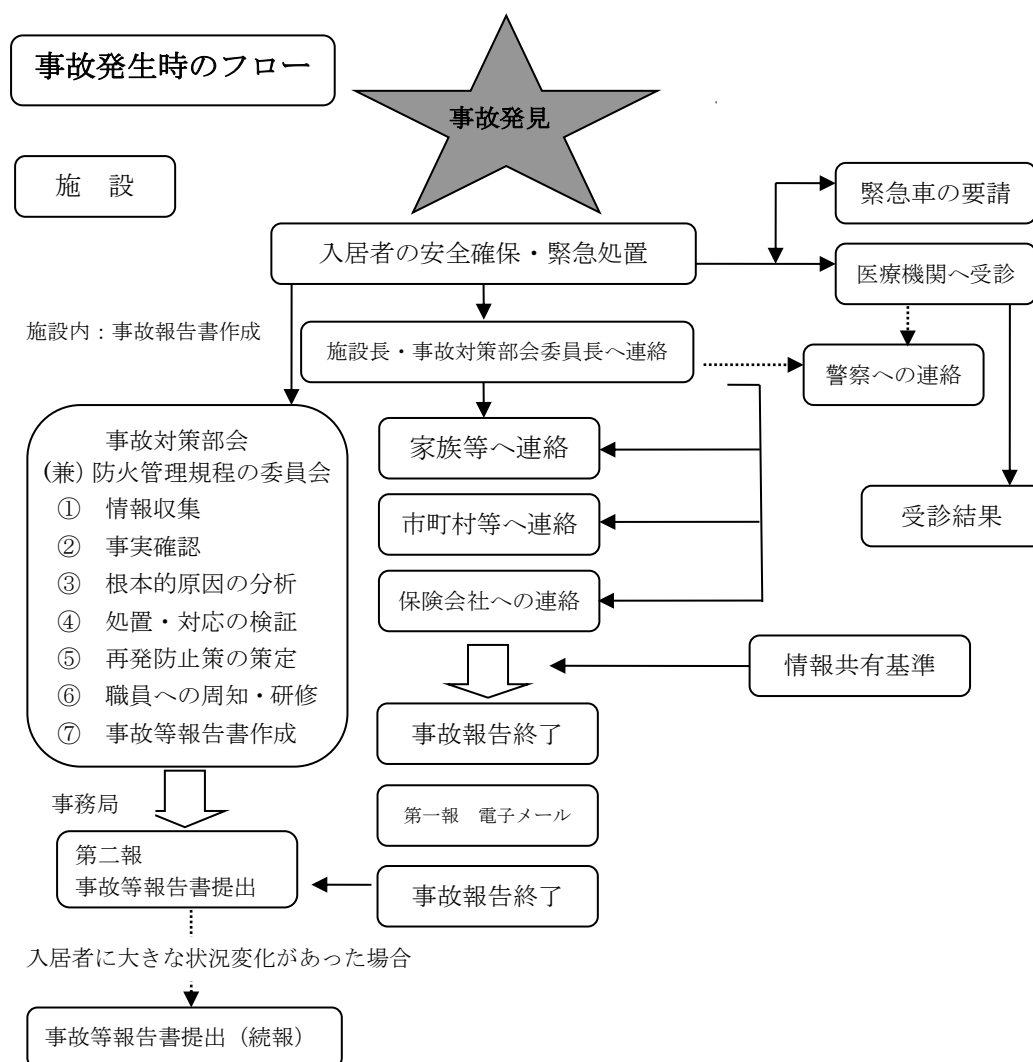 事故発生時のフロー
事故発見
施　設
緊急車の要請
入居者の安全確保・緊急処置
医療機関へ受診
施設内：事故報告書作成
施設長・事故対策部会委員長へ連絡
警察への連絡
事故対策部会
(兼) 防火管理規程の委員会
①　情報収集
②　事実確認
③　根本的原因の分析
④　処置・対応の検証
⑤　再発防止策の策定
⑥　職員への周知・研修
⑦　事故等報告書作成
家族等へ連絡
市町村等へ連絡
受診結果
保険会社への連絡
情報共有基準
事故報告終了
第一報　電子メール
事務局
第二報
事故等報告書提出
事故報告終了
入居者に大きな状況変化があった場合
事故等報告書提出（続報）